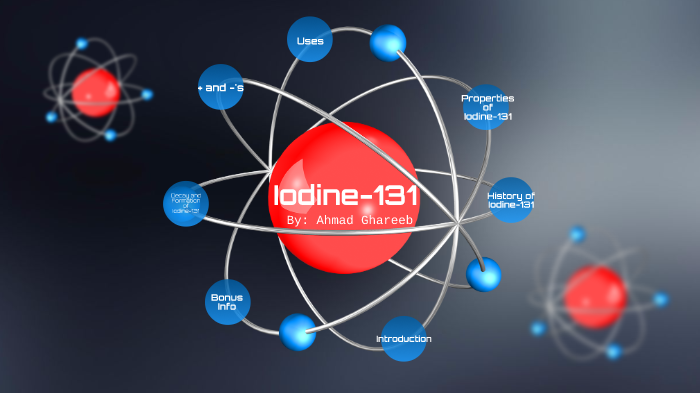 Iodine-131
By: Ahmad Ghareeb
Uses
+ and -'s
Properties
of
Iodine-131
Decay and
Formation
of
Iodine-131
History of
Iodine-131
Bonus
Info
Introduction